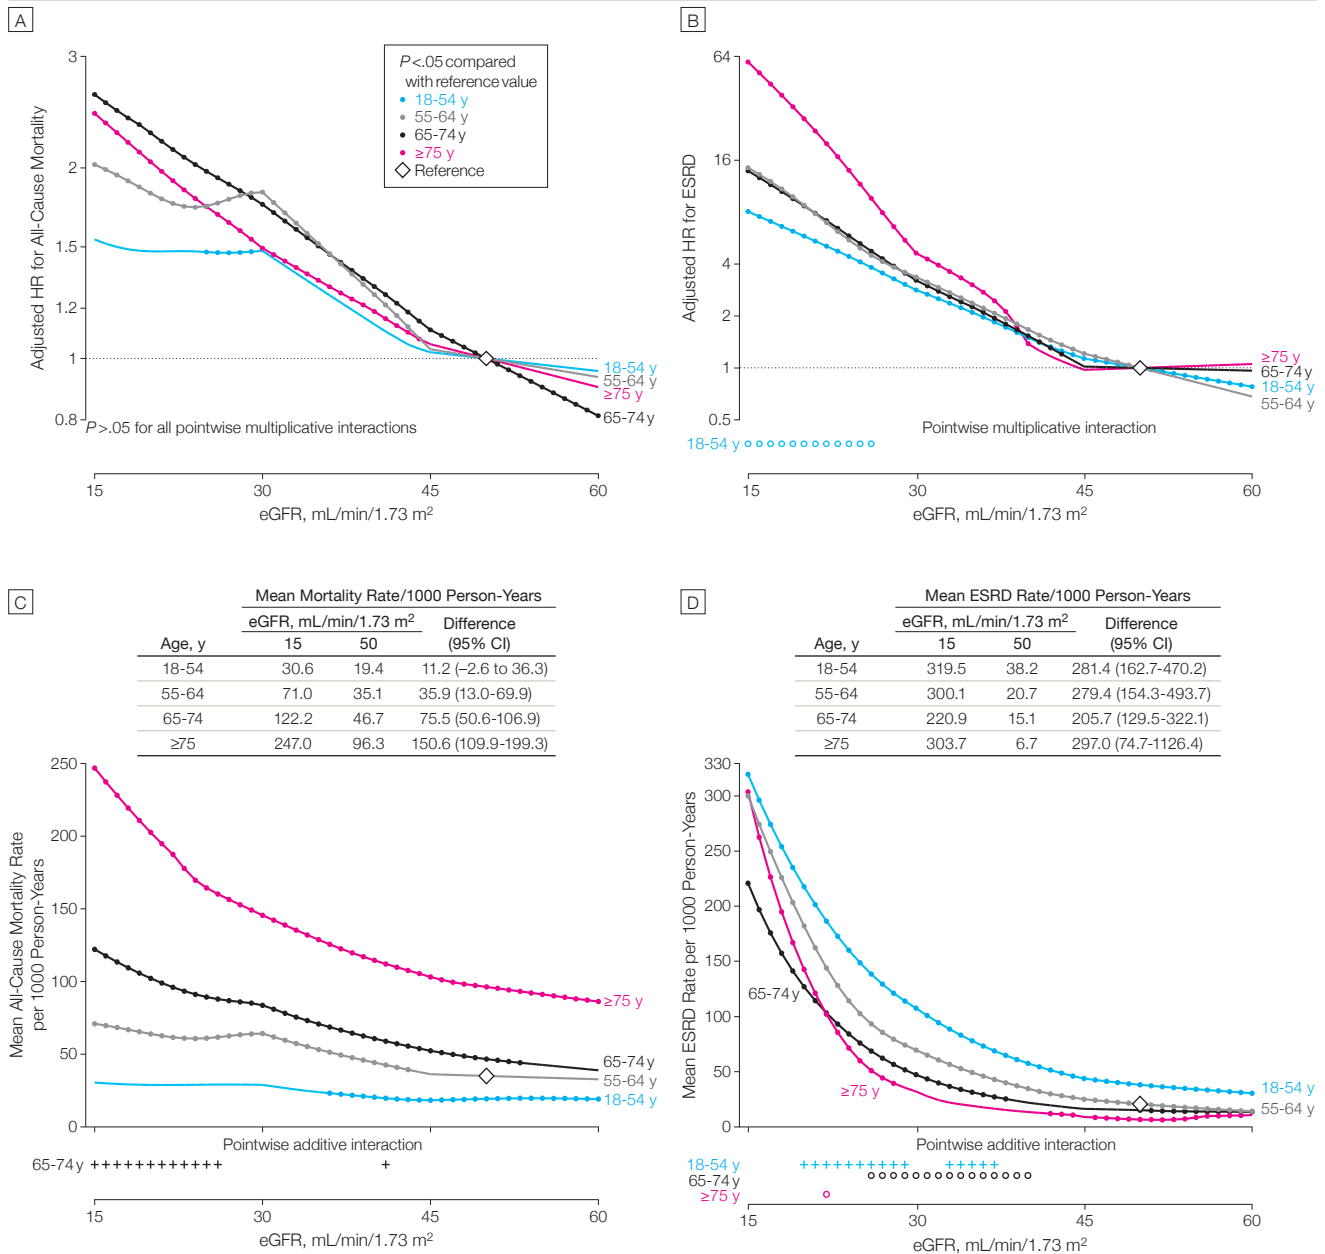 A
3
2
1.5
1.2
1
0.8
Adjusted HR for All-Cause Mortality
P<.05 compared
with reference value
18-54 y
55-64 y
65-74 y
≥75 y
Reference
18-54 y
55-64 y
≥75 y
65-74 y
P>.05 for all pointwise multiplicative interactions
15 30 45 60
eGFR, mL/min/1.73 m²
B
64
16
4
2
1
0.5
Adjusted HR for ESRD
≥75 y
65-74 y
18-54 y
55-64 y
Pointwise multiplicative interaction
18-54 y
15 30 45 60
eGFR, mL/min/1.73 m²
C
Mean Mortality Rate/1000 Person-Years
eGFR, mL/min/1.73 m² Difference
Age, y 15 50 (95% CI)
18-54 30.6 19.4 11.2 (–2.6 to 36.3)
55-64 71.0 35.1 35.9 (13.0-69.9)
65-74 122.2 46.7 75.5 (50.6-106.9)
≥75 247.0 96.3 150.6 (109.9-199.3)
250
200
150
100
50
0
Mean All-Cause Mortality Rate
per 1000 Person-Years
≥75 y
65-74 y
55-64 y
18-54 y
Pointwise additive interaction
65-74 y
15 30 45 60
eGFR, mL/min/1.73 m²
D
Mean ESRD Rate/1000 Person-Years
eGFR, mL/min/1.73 m² Difference
Age, y 15 50 (95% CI)
18-54 319.5 38.2 281.4 (162.7-470.2)
55-64 300.1 20.7 279.4 (154.3-493.7)
65-74 220.9 15.1 205.7 (129.5-322.1)
≥75 303.7 6.7 297.0 (74.7-1126.4)
330
300
250
200
150
100
50
0
Mean ESRD Rate per 1000 Person-Years
65-74 y
≥75 y
18-54 y
55-64 y
Pointwise additive interaction
18-54 y
65-74 y
≥75 y
15 30 45 60
eGFR, mL/min/1.73 m²